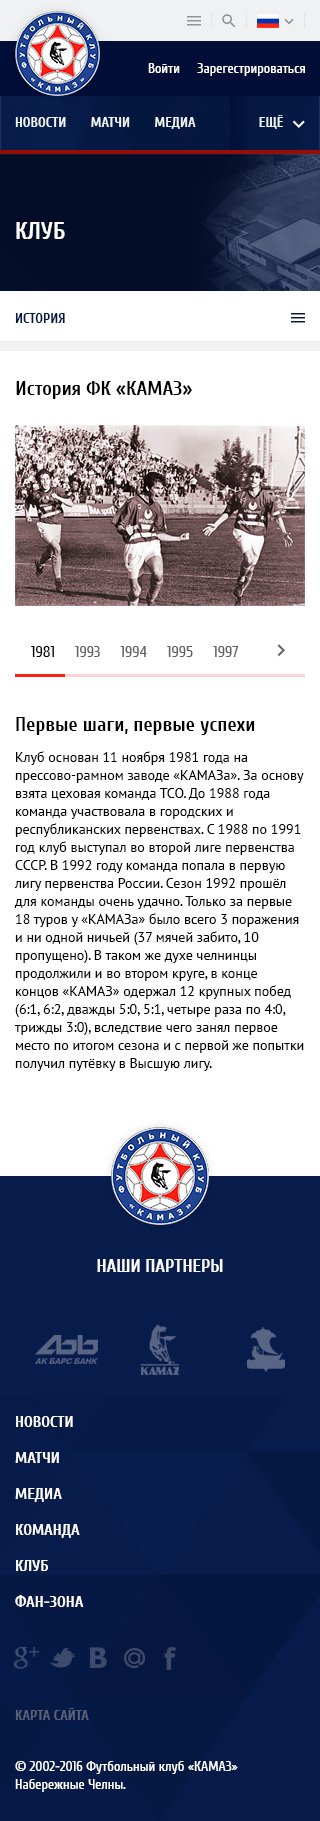 ФУТБОЛЬНЫЙ КЛУБ
«КАМАЗ»
Войти Зарегестрироваться
НОВОСТИ МАТЧИ МЕДИА ЕЩЁ
КЛУБ
ИСТОРИЯ
История ФК «КАМАЗ»
1981 1993 1994 1995 1997
Первые шаги, первые успехи
Клуб основан 11 ноября 1981 года на
прессово-рамном заводе «КАМАЗа». За основу
взята цеховая команда ТСО. До 1988 года
команда участвовала в городских и
республиканских первенствах. С 1988 по 1991
год клуб выступал во второй лиге первенства
СССР. В 1992 году команда попала в первую
лигу первенства России. Сезон 1992 прошёл
для команды очень удачно. Только за первые
18 туров у «КАМАЗа» было всего 3 поражения
и ни одной ничьей (37 мячей забито, 10
пропущено). В таком же духе челнинцы
продолжили и во втором круге, в конце
концов «КАМАЗ» одержал 12 крупных побед
(6:1, 6:2, дважды 5:0, 5:1, четыре раза по 4:0,
трижды 3:0), вследствие чего занял первое
место по итогом сезона и с первой же попытки
получил путёвку в Высшую лигу.
ФУТБОЛЬНЫЙ КЛУБ
«КАМАЗ»
НАШИ ПАРТНЕРЫ
АК БАРС БАНК
KAMAZ
НОВОСТИ
МАТЧИ
МЕДИА
КОМАНДА
КЛУБ
ФАН-ЗОНА
КАРТА САЙТА
© 2002-2016 Футбольный клуб «КАМАЗ»
Набережные Челны.